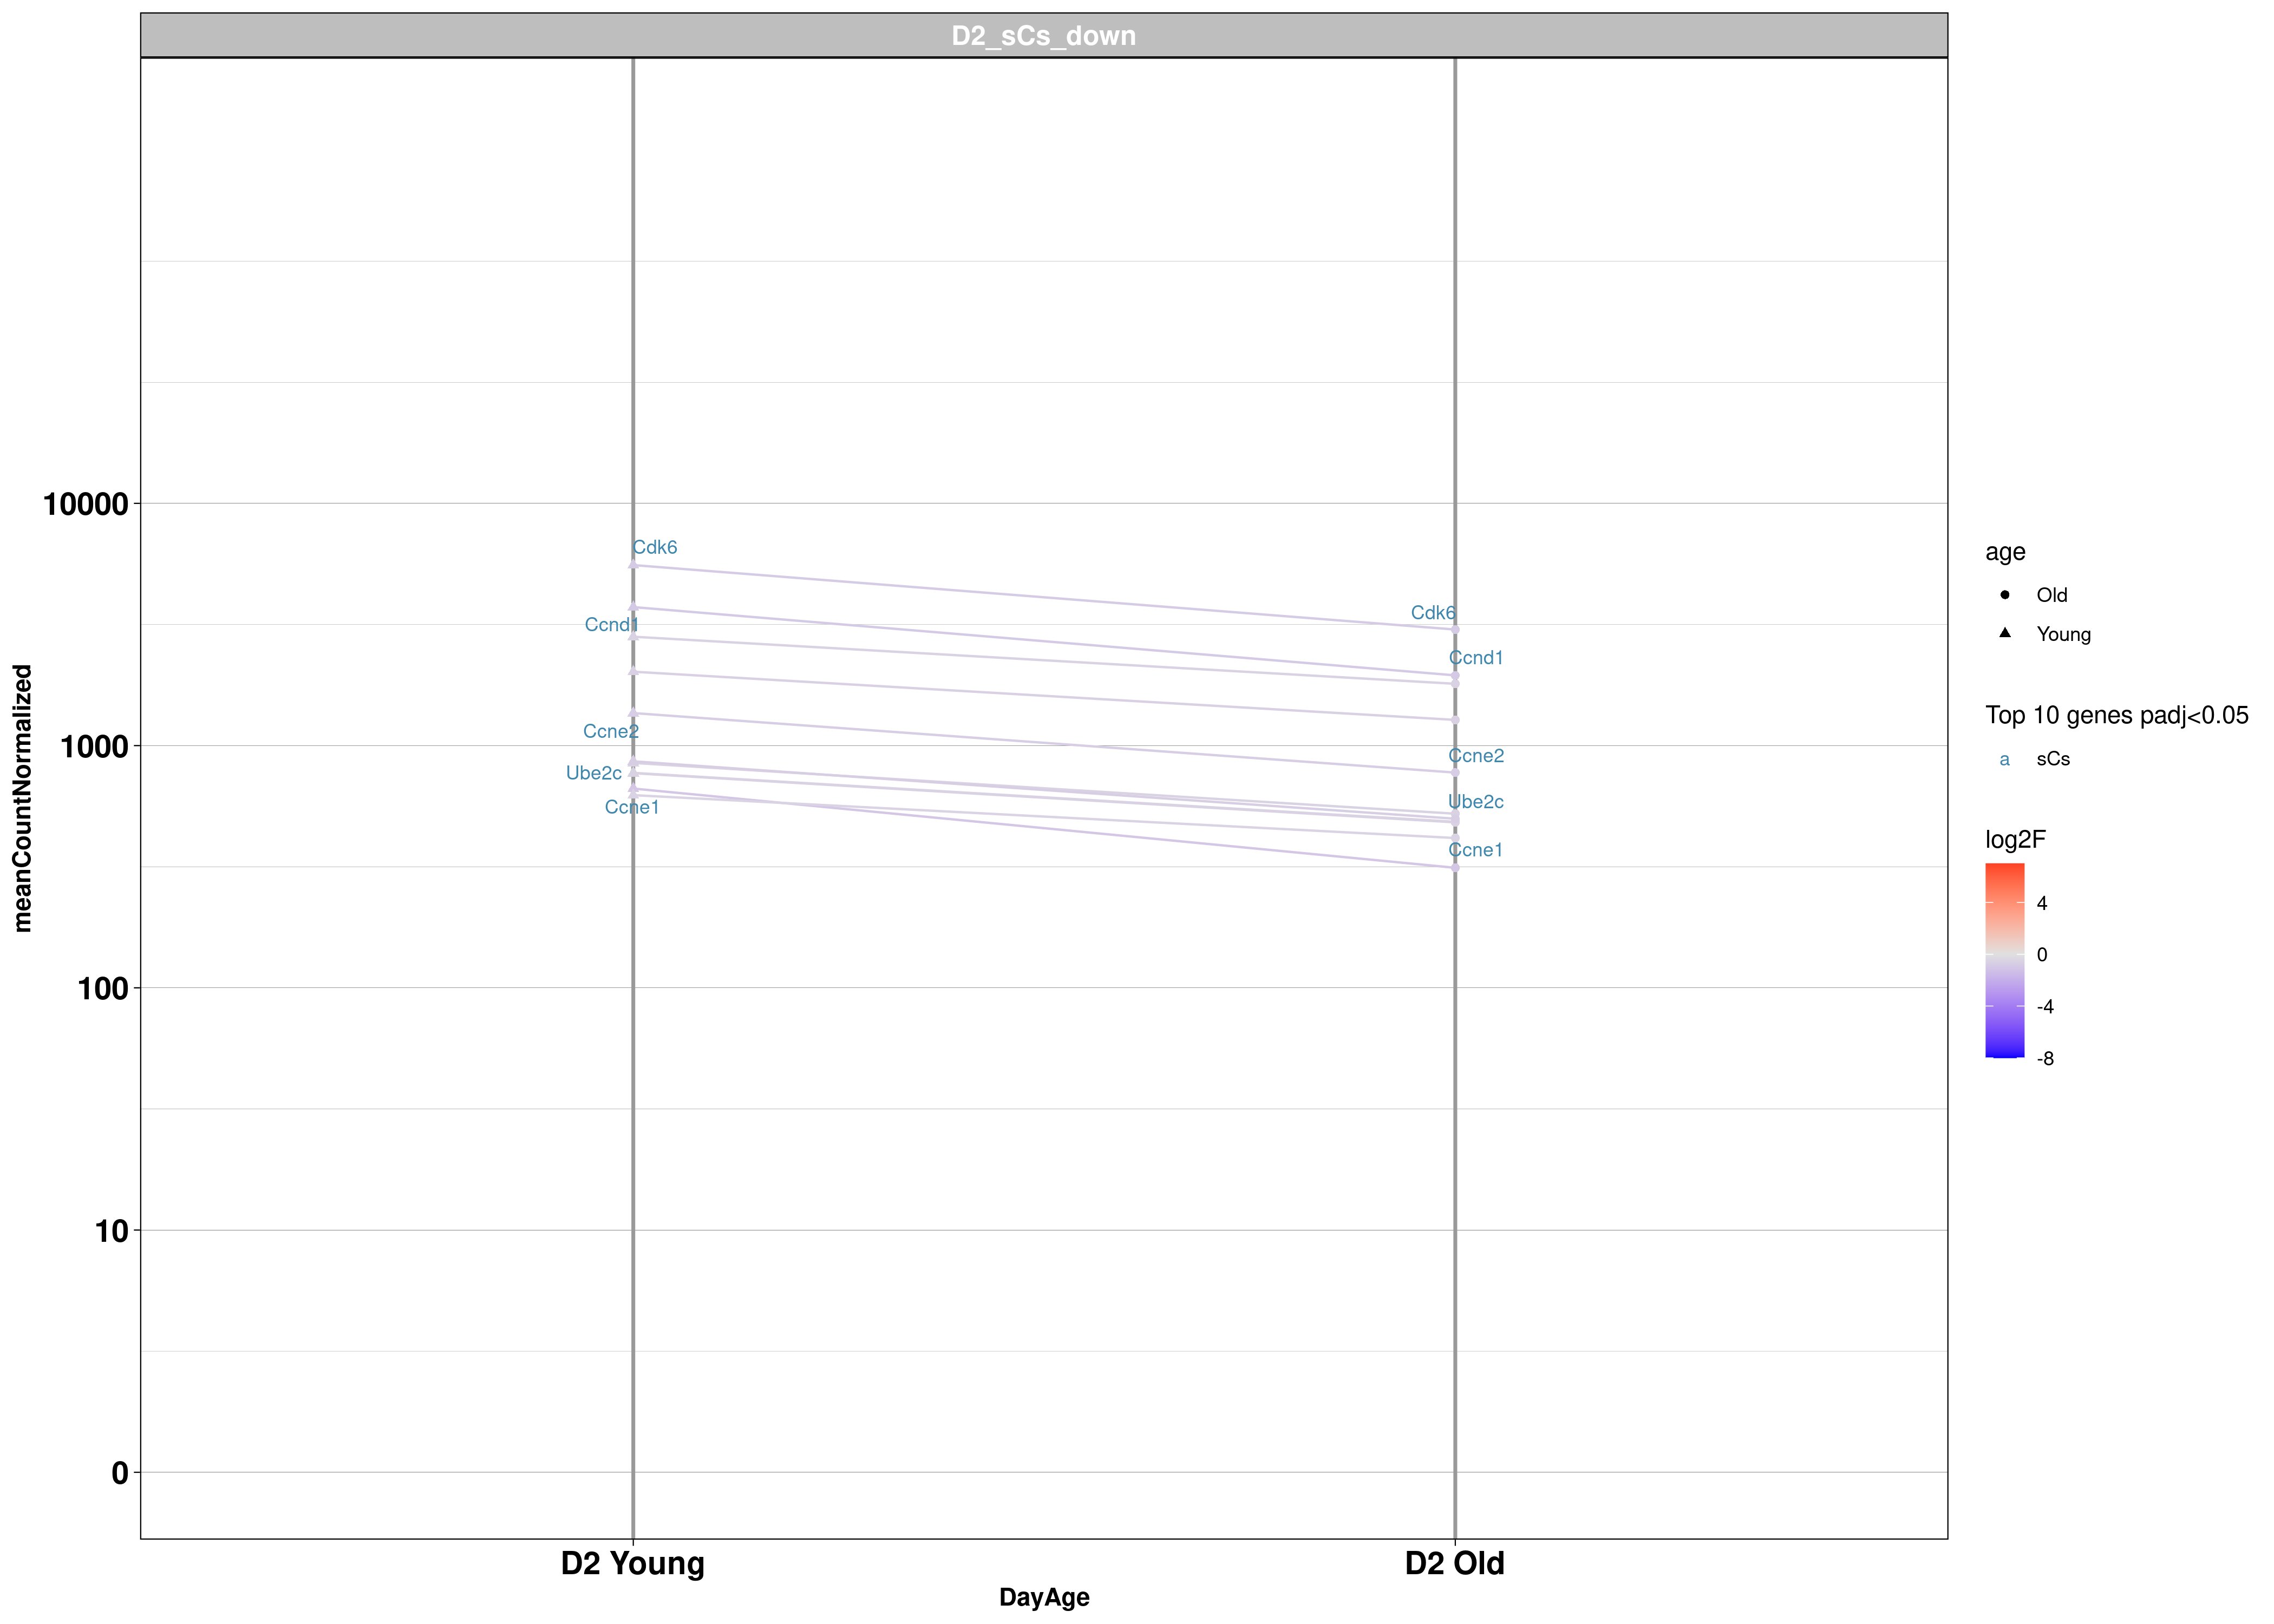 D2_sCs_down
meanCountNormalized
10000
1000
100
10
0
Cdk6
Ccnd1
Ccne2
Ube2c
Ccne1
Cdk6
Ccnd1
Ccne2
Ube2c
Ccne1
D2 Young
D2 Old
DayAge
age
Old
Young
Top 10 genes padj<0.05
a sCs
log2F
4
0
-4
-8